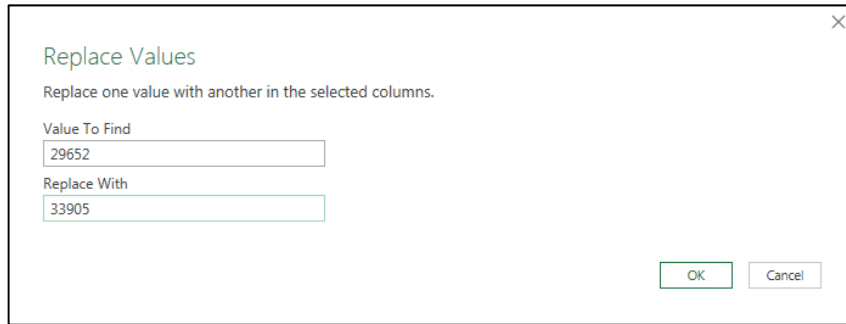 Replace Values
Replace one value with another in the selected columns.
Value To Find
29652
Replace With
33905
OK
Cancel